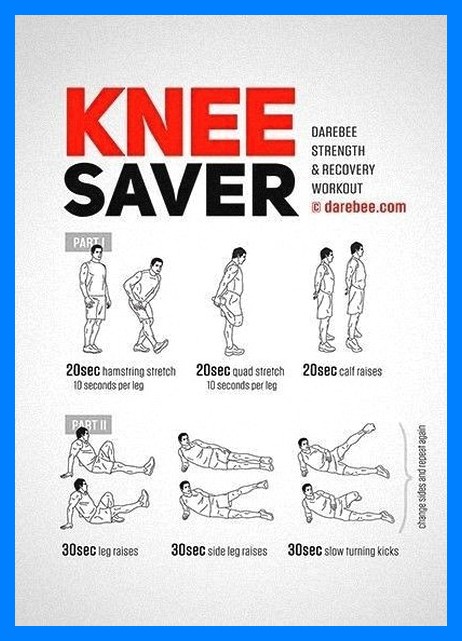 KNEE
SAVER
DAREBEE
STRENGTH
& RECOVERY
WORKOUT
© darebee.com
PART I
20sec hamstring stretch
10 seconds per leg
20sec quad stretch
10 seconds per leg
20sec calf raises
PART II
30sec leg raises
30sec side leg raises
30sec slow turning kicks
change sides and repeat again